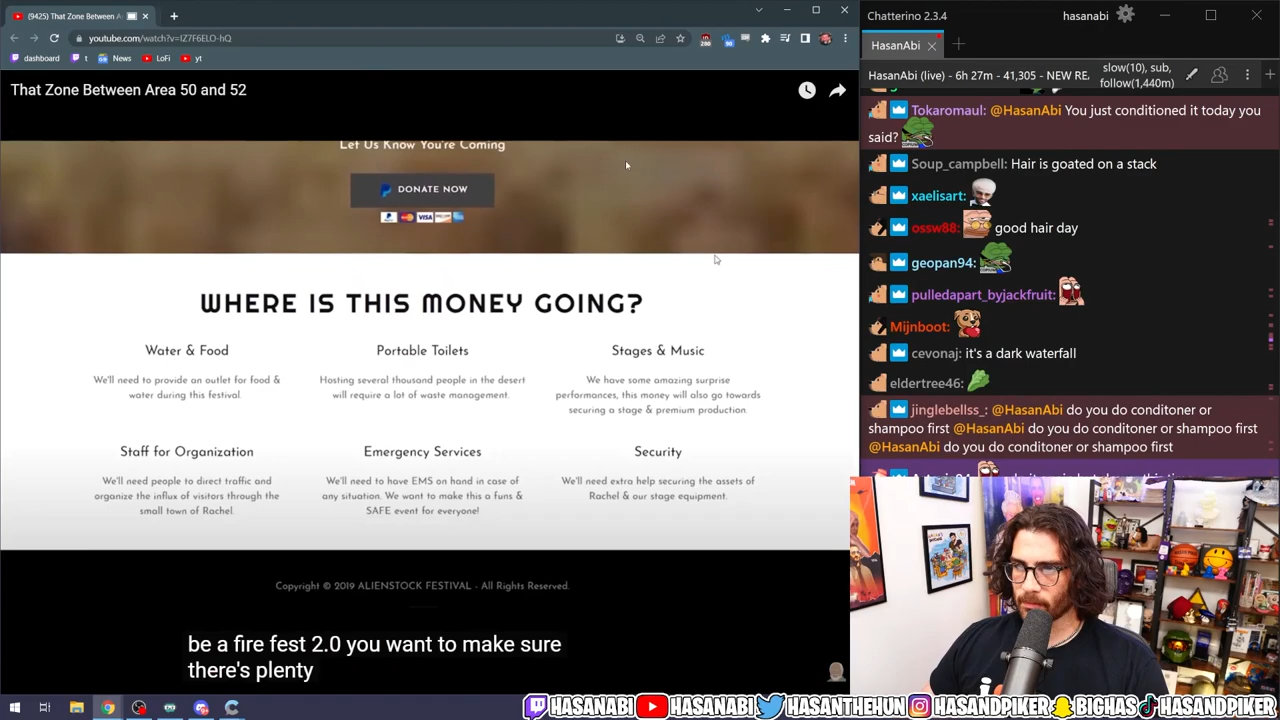 (9425) That Zone Between A
youtube.com/watch?v=IZ7F6ELO-hQ
dashboard
t
News
LoFi
yt
That Zone Between Area 50 and 52
Let Us Know You're Coming
DONATE NOW
VISA
WHERE IS THIS MONEY GOING?
Water & Food
We'll need to provide an outlet for food &
water during this festival.
Portable Toilets
Hosting several thousand people in the desert
will require a lot of waste management.
Stages & Music
We have some amazing surprise
performances, this money will also go towards
securing a stage & premium production.
Staff for Organization
We'll need people to direct traffic and
organize the influx of visitors through the
small town of Rachel.
Emergency Services
We'll need to have EMS on hand in case of
any situation. We want to make this a funs &
SAFE event for everyone!
Security
We'll need extra help securing the assets of
Rachel & our stage equipment.
Copyright © 2019 ALIENSTOCK FESTIVAL - All Rights Reserved.
be a fire fest 2.0 you want to make sure
there's plenty
Chatterino 2.3.4
hasanabi
HasanAbi
HasanAbi (live) - 6h 27m - 41,305 - NEW RE
slow(10), sub,
follow(1,440m)
Tokaromaul: @HasanAbi You just conditioned it today you
said?
Soup_campbell: Hair is goated on a stack
xaelisart:
ossw88: good hair day
geopan94:
pulledapart_byjackfruit:
Mijnboot:
cevonaj: it's a dark waterfall
eldertree46:
jinglebellss_: @HasanAbi do you do conditoner or
shampoo first @HasanAbi do you do conditoner or shampoo first
@HasanAbi do you do conditoner or shampoo first
HASANABI
HASANABI
HASANTHEHUN
HASANDPIKER
BIGHAS
HASANDPIKER